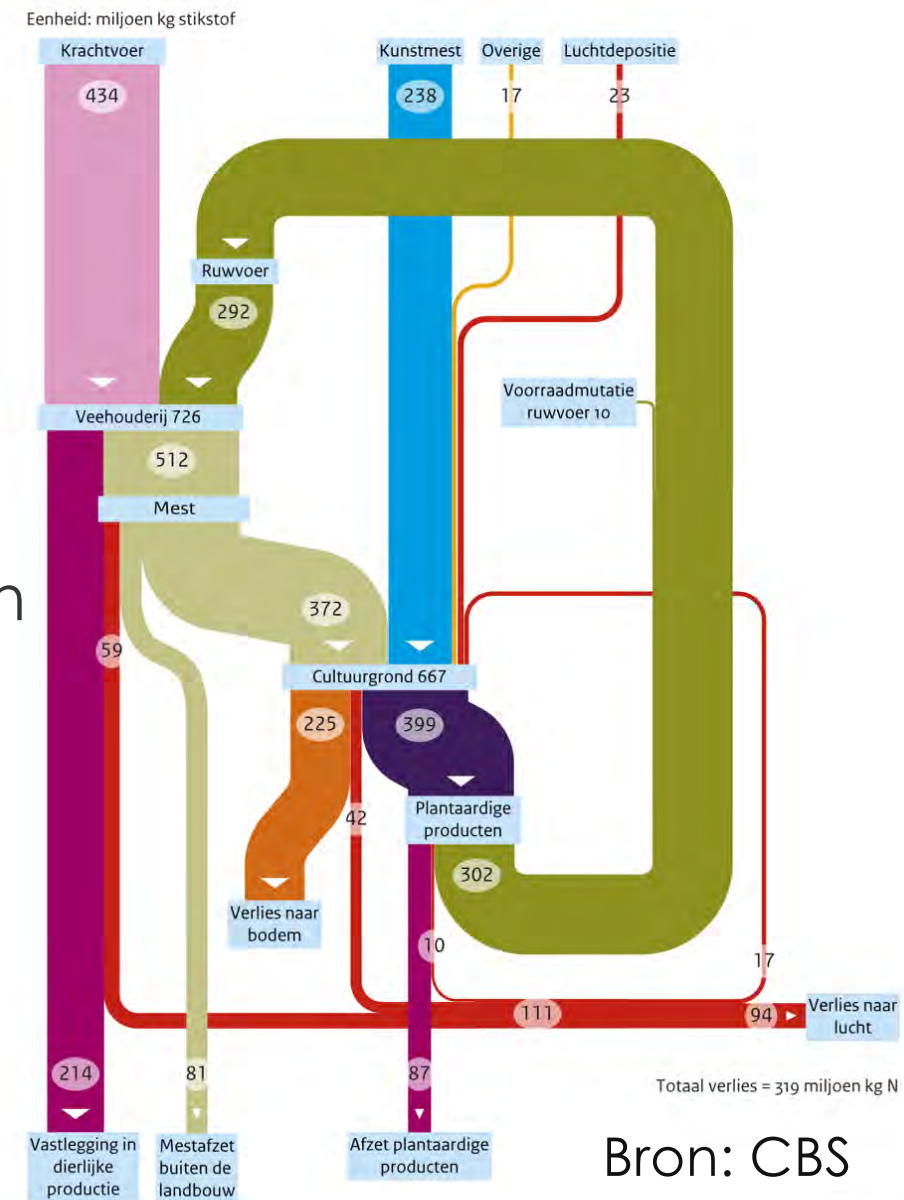 Eenheid: miljoen kg stikstof
Krachtvoer
Kunstmest
Overige
Luchtdepositie
434
238
17
23
Ruwvoer
292
Voorraadmutatie
ruwvoer 10
Veehouderij 726
512
Mest
n
372
59
Cultuurgrond 667
225
399
42
Plantaardige
producten
302
Verlies naar
bodem
10
17
111
94
Verlies naar
lucht
214
81
87
Totaal verlies = 319 miljoen kg N
Vastlegging in
dierlijke
productie
Mestafzet
buiten de
landbouw
Afzet plantaardige
producten
Bron: CBS